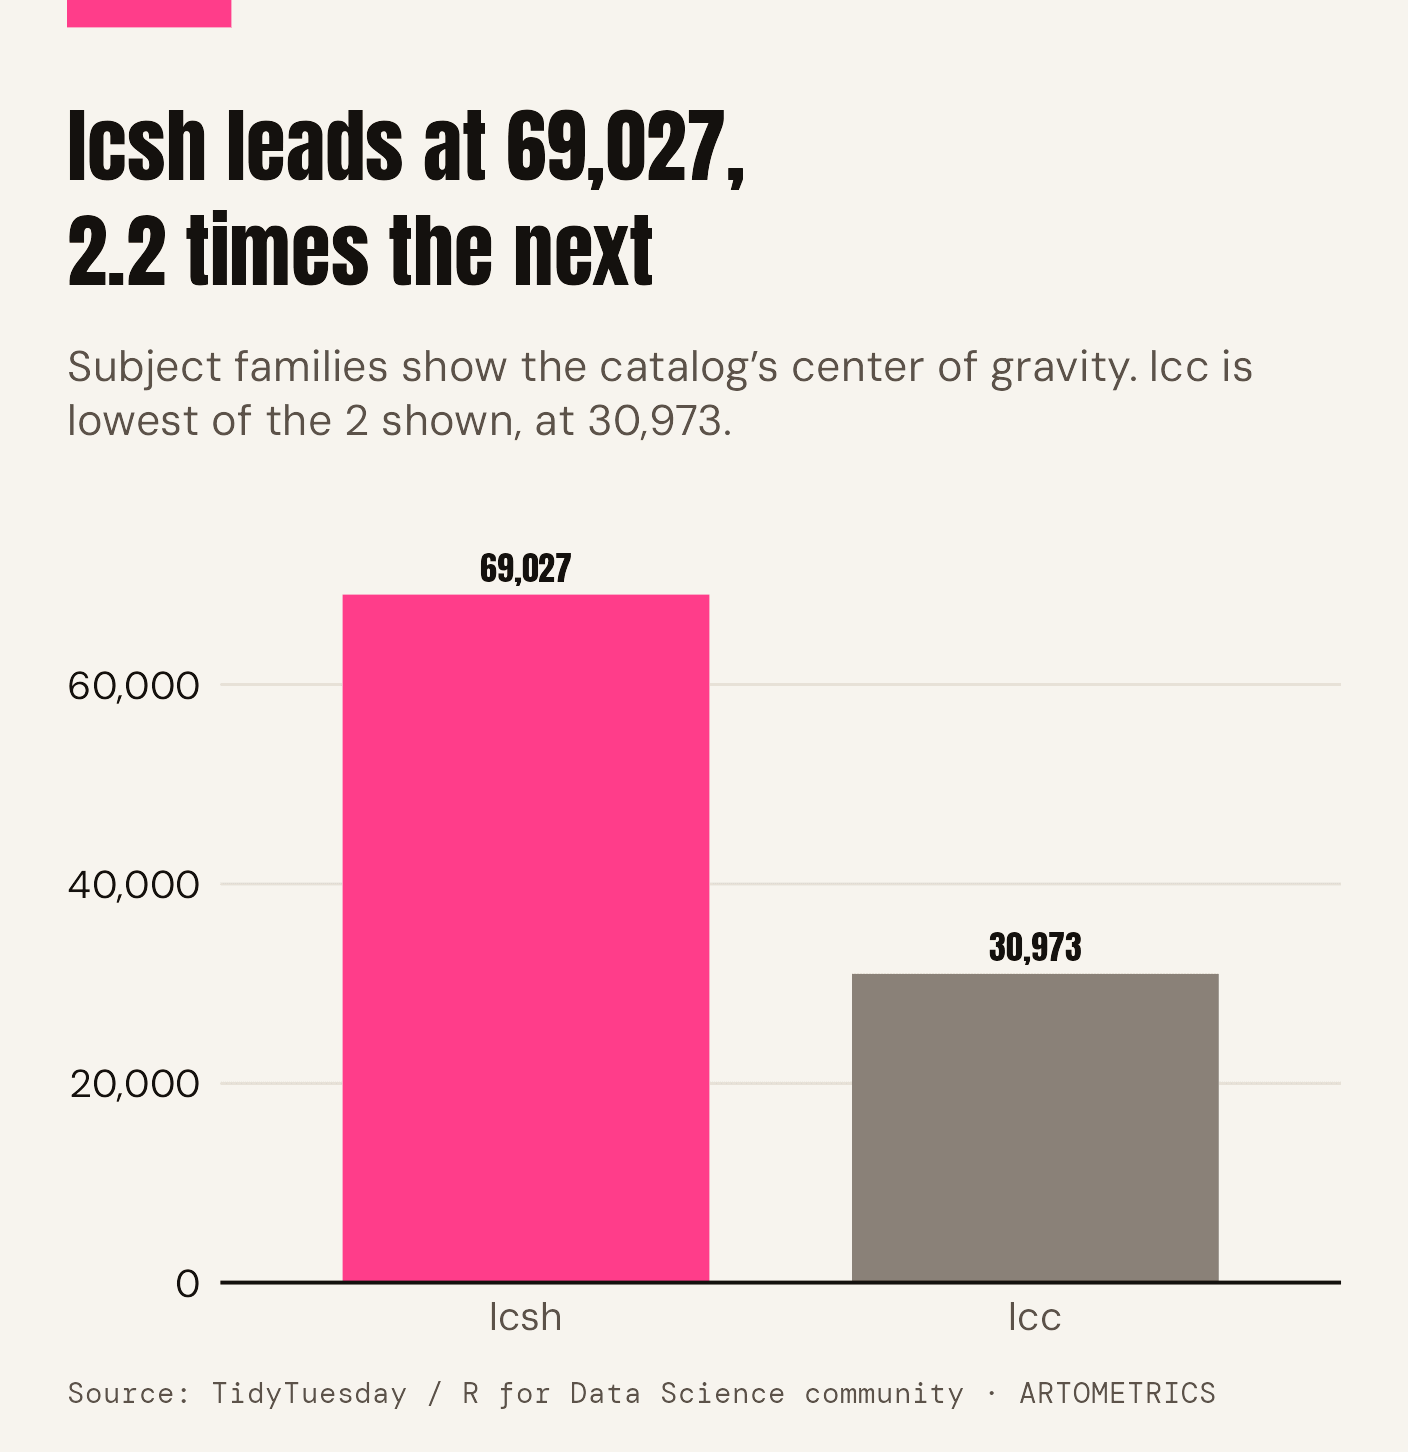 lcsh leads at 69,027,
2.2 times the next
Subject families show the catalog’s center of gravity. lcc is
lowest of the 2 shown, at 30,973.
69,027
60,000
40,000
30,973
20,000
0
lcsh
lcc
Source: TidyTuesday / R for Data Science community · ARTOMETRICS